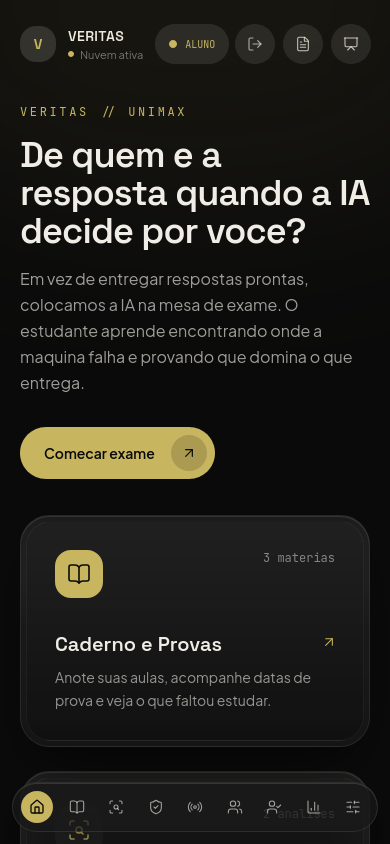 V
VERITAS
Nuvem ativa
ALUNO
VERITAS // UNIMAX
De quem e a
resposta quando a IA
decide por voce?
Em vez de entregar respostas prontas,
colocamos a IA na mesa de exame. O
estudante aprende encontrando onde a
maquina falha e provando que domina o que
entrega.
Comecar exame
3 materias
Caderno e Provas
Anote suas aulas, acompanhe datas de
prova e veja o que faltou estudar.
2 analises